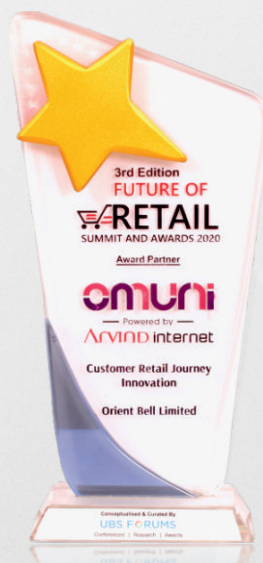 3rd Edition
FUTURE OF
RETAIL
SUMMIT AND AWARDS 2020
Award Partner
omuni
Powered by
ArvInD internet
Customer Retail Journey
Innovation
Orient Bell Limited
Conceptualised & Curated By
UBS FORUMS
Conferences | Research | Awards